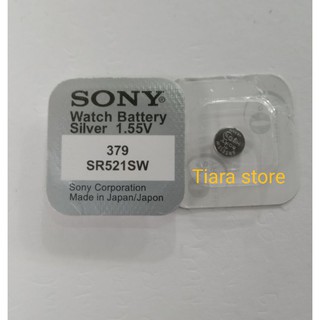 SONY
Watch Battery
Silver 1.55V
379
SR521SW
Sony Corporation
Made in Japan/Japon
Tiara store